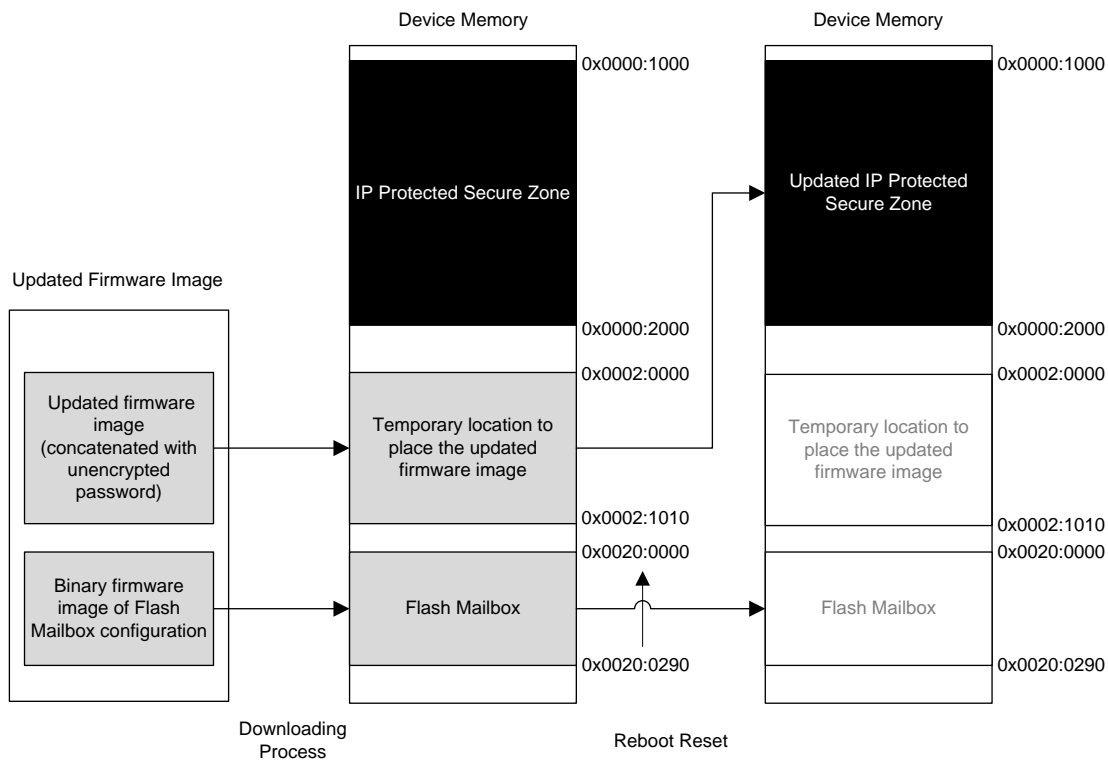 Device Memory
Device Memory
0x0000:1000
0x0000:1000
IP Protected Secure Zone
Updated IP Protected
Secure Zone
Updated Firmware Image
0x0000:2000
0x0000:2000
0x0002:0000
0x0002:0000
Updated firmware
image
(concatenated with
unencrypted
password)
Temporary location to
place the updated
firmware image
Temporary location to
place the updated
firmware image
0x0002:1010
0x0002:1010
0x0020:0000
0x0020:0000
Binary firmware
image of Flash
Mailbox configuration
Flash Mailbox
Flash Mailbox
0x0020:0290
0x0020:0290
Downloading
Process
Reboot Reset